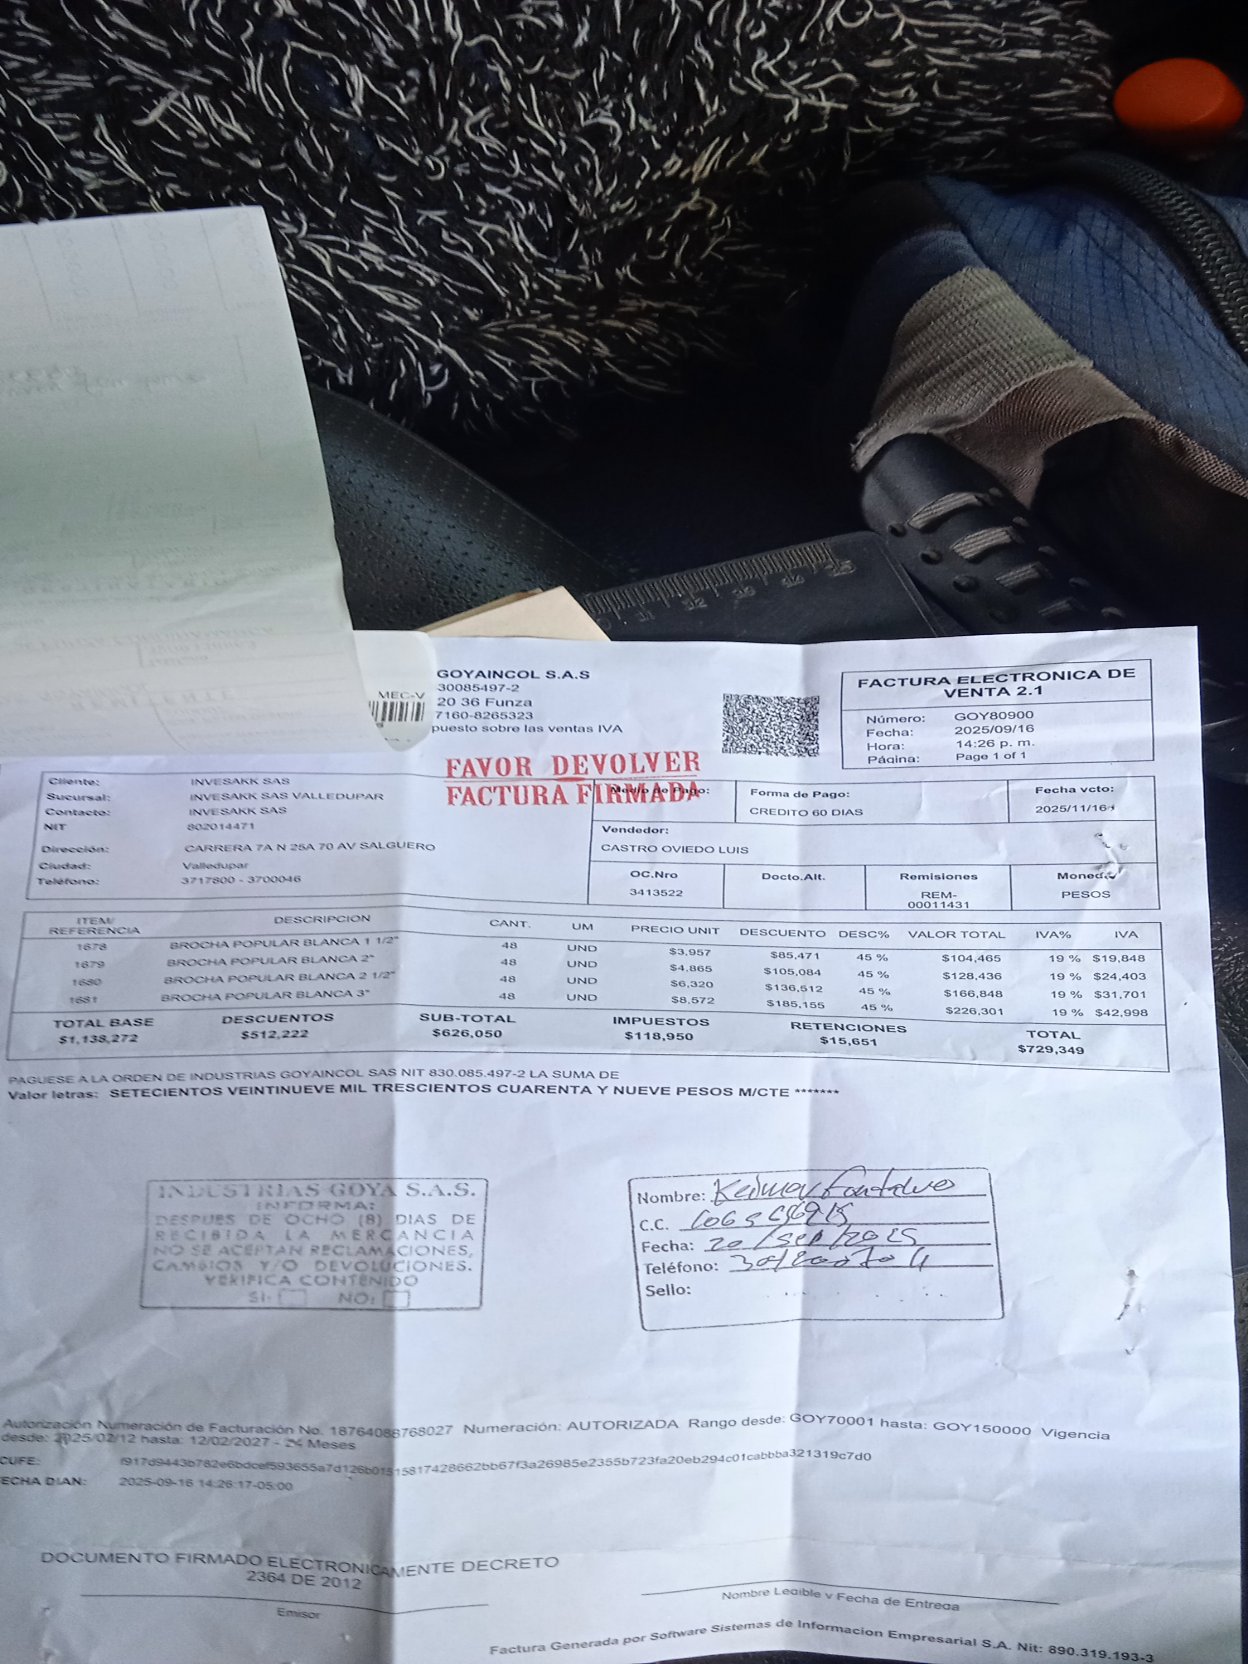 MEC-V
GOYAINCOL S.A.S
30085497-2
20 36 Funza
7160-8265323
puesto sobre las ventas IVA
FACTURA ELECTRONICA DE
VENTA 2.1
Número: GOY80900
Fecha: 2025/09/16
Hora: 14:26 p. m.
Página: Page 1 of 1
FAVOR DEVOLVER
FACTURA FIRMADA
Cliente: INVESAKK SAS
Sucursal: INVESAKK SAS VALLEDUPAR
Contacto: INVESAKK SAS
NIT 802014471
Dirección: CARRERA 7A N 25A 70 AV SALGUERO
Ciudad: Valledupar
Teléfono: 3717800 - 3700046
Medio de Pago:
Forma de Pago:
CREDITO 60 DIAS
Fecha vcto:
2025/11/16
Vendedor:
CASTRO OVIEDO LUIS
OC.Nro Docto.Alt. Remisiones Moneda
3413522 REM-00011431 PESOS
ITEM/REFERENCIA DESCRIPCION CANT. UM PRECIO UNIT DESCUENTO DESC% VALOR TOTAL IVA% IVA
1678 BROCHA POPULAR BLANCA 1 1/2" 48 UND $3,957 $85,471 45 % $104,465 19 % $19,848
1679 BROCHA POPULAR BLANCA 2" 48 UND $4,865 $105,084 45 % $128,436 19 % $24,403
1680 BROCHA POPULAR BLANCA 2 1/2" 48 UND $6,320 $136,512 45 % $166,848 19 % $31,701
1681 BROCHA POPULAR BLANCA 3" 48 UND $8,572 $185,155 45 % $226,301 19 % $42,998
TOTAL BASE DESCUENTOS SUB-TOTAL IMPUESTOS RETENCIONES TOTAL
$1,138,272 $512,222 $626,050 $118,950 $15,651 $729,349
PAGUESE A LA ORDEN DE INDUSTRIAS GOYAINCOL SAS NIT 830.085.497-2 LA SUMA DE
Valor letras: SETECIENTOS VEINTINUEVE MIL TRESCIENTOS CUARENTA Y NUEVE PESOS M/CTE *******
INDUSTRIAS GOYA S.A.S.
INFORMA:
DESPUES DE OCHO (8) DIAS DE
RECIBIDA LA MERCANCIA
NO SE ACEPTAN RECLAMACIONES,
CAMBIOS Y/O DEVOLUCIONES.
VERIFICA CONTENIDO
SI: NO:
Nombre:
C.C.
Fecha: 20/sep/2025
Teléfono:
Sello:
Autorización Numeración de Facturación No. 18764088768027 Numeración: AUTORIZADA Rango desde: GOY70001 hasta: GOY150000 Vigencia
desde: 2025/02/12 hasta: 12/02/2027 - 24 Meses
CUFE:
FECHA DIAN: 2025-09-16 14:26:17-05:00
DOCUMENTO FIRMADO ELECTRONICAMENTE DECRETO
2364 DE 2012
Emisor
Nombre Legible y Fecha de Entrega
Factura Generada por Software Sistemas de Informacion Empresarial S.A. Nit: 890.319.193-3